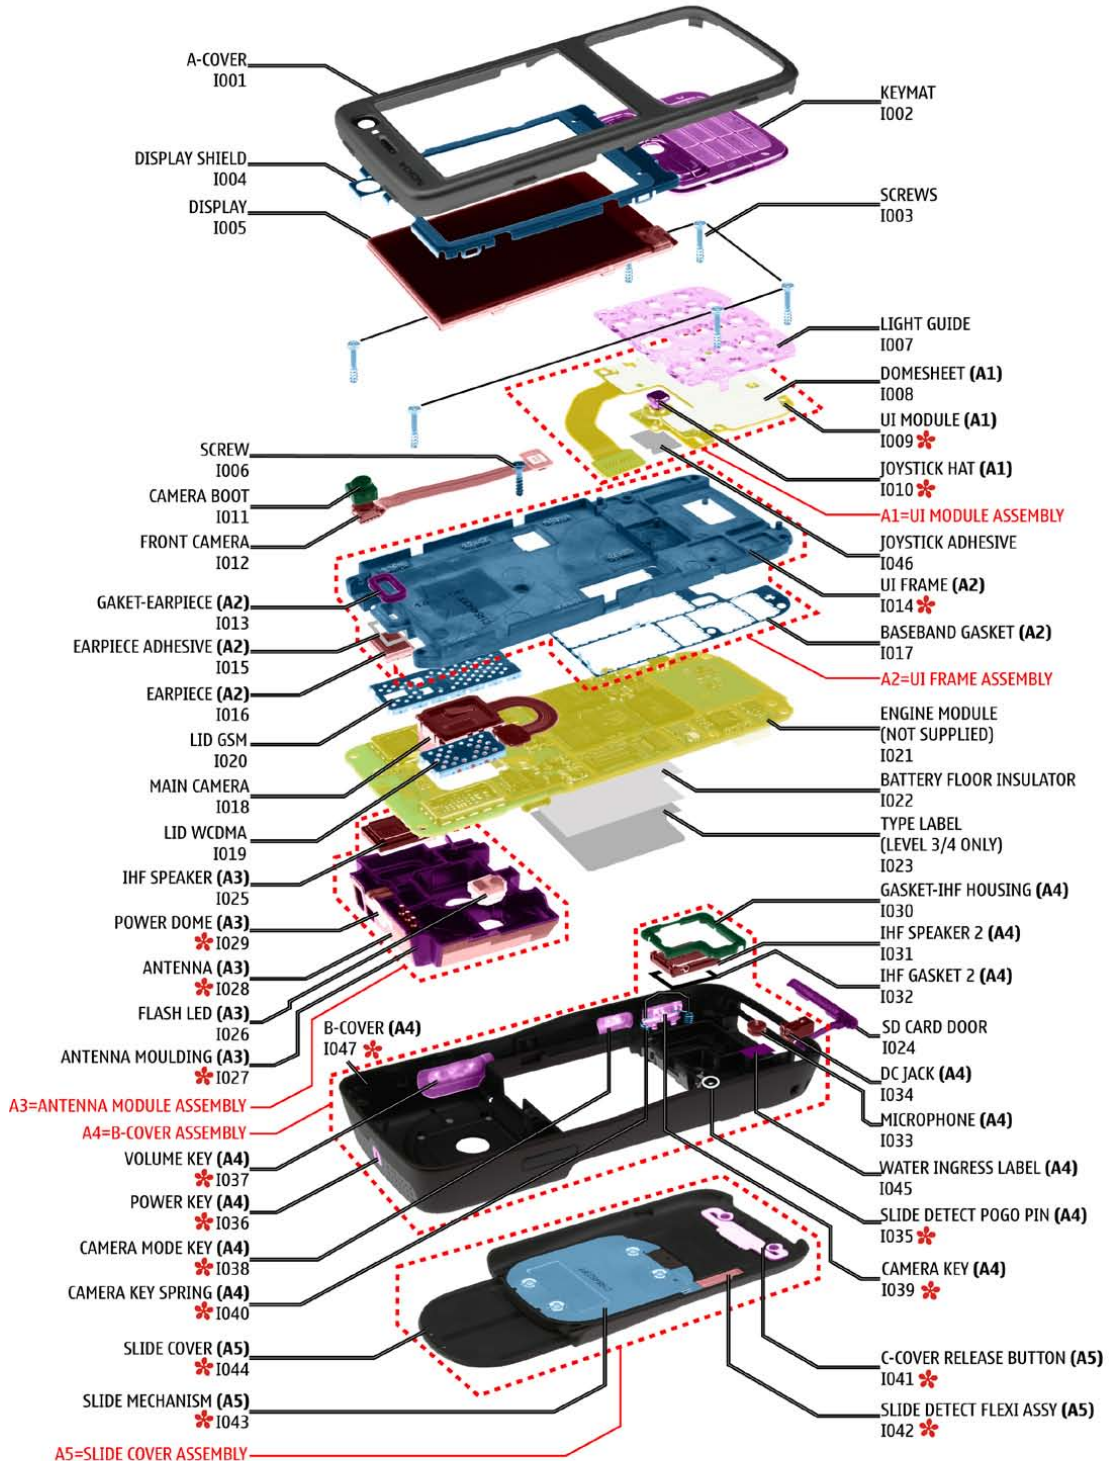 A-COVER
I001
KEYMAT
I002
DISPLAY SHIELD
I004
DISPLAY
I005
SCREWS
I003
LIGHT GUIDE
I007
DOMESHEET (A1)
I008
UI MODULE (A1)
I009 *
JOYSTICK HAT (A1)
I010 *
A1=UI MODULE ASSEMBLY
JOYSTICK ADHESIVE
I046
UI FRAME (A2)
I014 *
BASEBAND GASKET (A2)
I017
A2=UI FRAME ASSEMBLY
SCREW
I006
CAMERA BOOT
I011
FRONT CAMERA
I012
GAKET-EARPIECE (A2)
I013
EARPIECE ADHESIVE (A2)
I015
EARPIECE (A2)
I016
LID GSM
I020
MAIN CAMERA
I018
LID WCDMA
I019
IHF SPEAKER (A3)
I025
POWER DOME (A3)
* I029
ANTENNA (A3)
* I028
FLASH LED (A3)
I026
ANTENNA MOULDING (A3)
* I027
A3=ANTENNA MODULE ASSEMBLY
A4=B-COVER ASSEMBLY
ENGINE MODULE
(NOT SUPPLIED)
I021
BATTERY FLOOR INSULATOR
I022
TYPE LABEL
(LEVEL 3/4 ONLY)
I023
GASKET-IHF HOUSING (A4)
I030
IHF SPEAKER 2 (A4)
I031
IHF GASKET 2 (A4)
I032
SD CARD DOOR
I024
DC JACK (A4)
I034
MICROPHONE (A4)
I033
WATER INGRESS LABEL (A4)
I045
SLIDE DETECT POGO PIN (A4)
I035 *
CAMERA KEY (A4)
I039 *
B-COVER (A4)
I047 *
VOLUME KEY (A4)
* I037
POWER KEY (A4)
* I036
CAMERA MODE KEY (A4)
* I038
CAMERA KEY SPRING (A4)
* I040
SLIDE COVER (A5)
* I044
SLIDE MECHANISM (A5)
* I043
A5=SLIDE COVER ASSEMBLY
C-COVER RELEASE BUTTON (A5)
I041 *
SLIDE DETECT FLEXI ASSY (A5)
I042 *